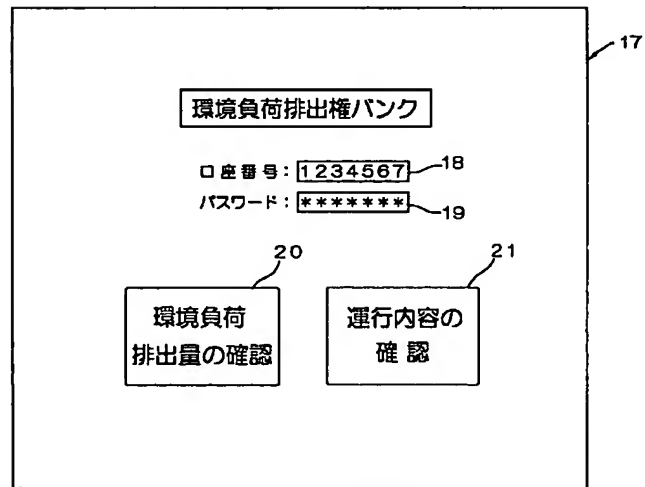 17
環境負荷排出権バンク
口座番号：1234567 18
パスワード：******* 19
20 21
環境負荷 運行内容の
排出量の確認 確認